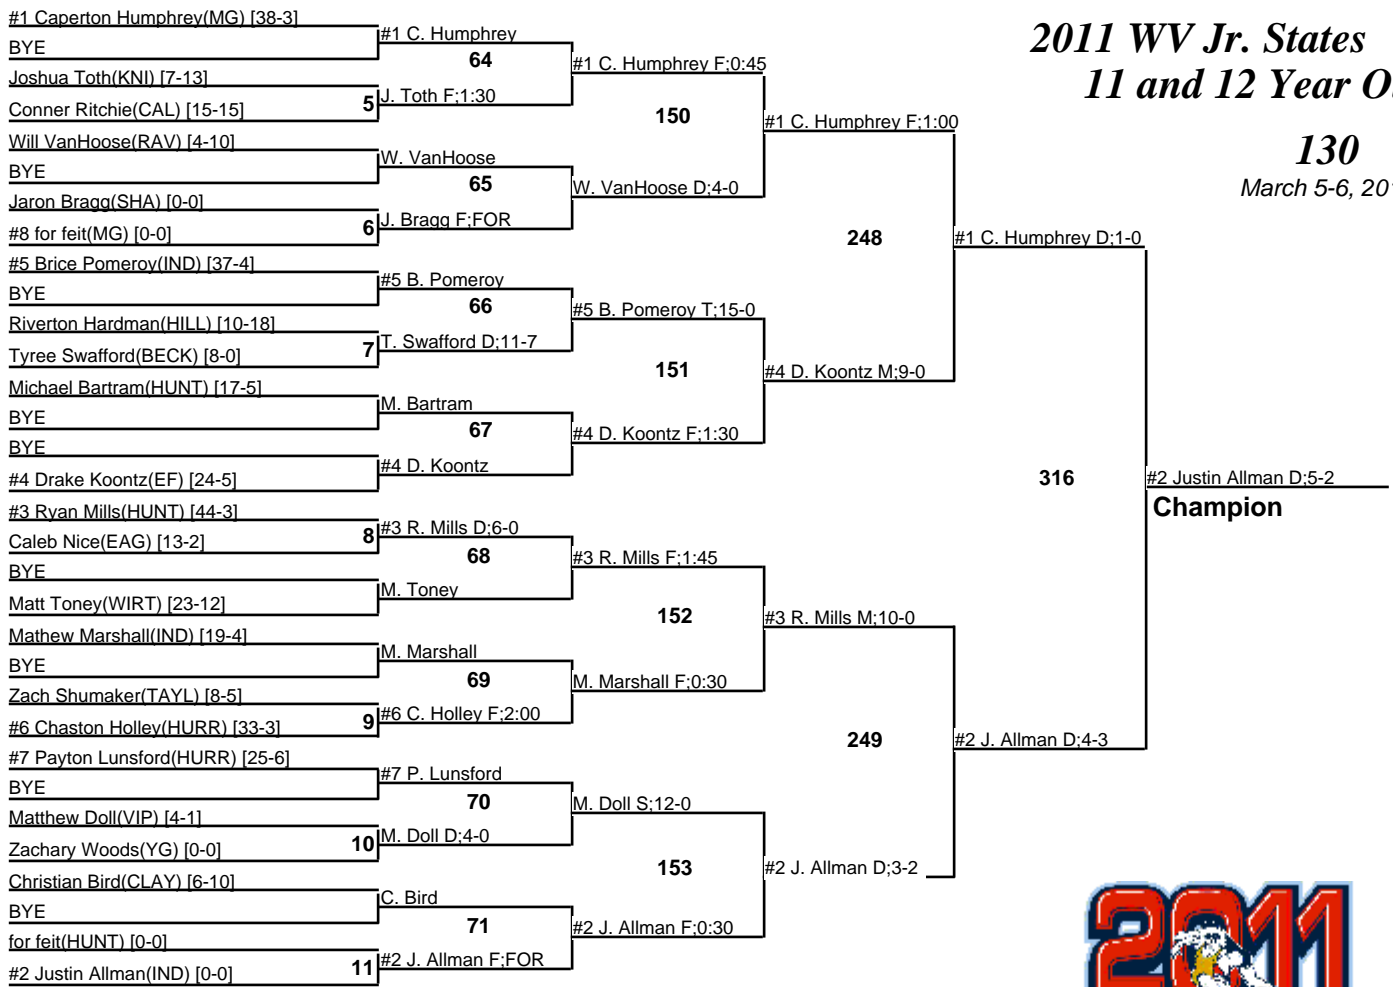 #1 Caperton Humphrey(MG) [38-3]
BYE
Joshua Toth(KNI) [7-13]
Conner Ritchie(CAL) [15-15]
Will VanHoose(RAV) [4-10]
BYE
Jaron Bragg(SHA) [0-0]
#8 for feit(MG) [0-0]
#5 Brice Pomeroy(IND) [37-4]
BYE
Riverton Hardman(HILL) [10-18]
Tyree Swafford(BECK) [8-0]
Michael Bartram(HUNT) [17-5]
BYE
BYE
#4 Drake Koontz(EF) [24-5]
#3 Ryan Mills(HUNT) [44-3]
Caleb Nice(EAG) [13-2]
BYE
Matt Toney(WIRT) [23-12]
Mathew Marshall(IND) [19-4]
BYE
Zach Shumaker(TAYL) [8-5]
#6 Chaston Holley(HURR) [33-3]
#7 Payton Lunsford(HURR) [25-6]
BYE
Matthew Doll(VIP) [4-1]
Zachary Woods(YG) [0-0]
Christian Bird(CLAY) [6-10]
BYE
for feit(HUNT) [0-0]
#2 Justin Allman(IND) [0-0]
5
6
7
8
9
10
11
#1 C. Humphrey
64
J. Toth F;1:30
W. VanHoose
65
J. Bragg F;FOR
#5 B. Pomeroy
66
T. Swafford D;11-7
M. Bartram
67
#4 D. Koontz
#3 R. Mills D;6-0
68
M. Toney
M. Marshall
69
#6 C. Holley F;2:00
#7 P. Lunsford
70
M. Doll D;4-0
C. Bird
71
#2 J. Allman F;FOR
#1 C. Humphrey F;0:45
150
W. VanHoose D;4-0
#5 B. Pomeroy T;15-0
151
#4 D. Koontz F;1:30
#3 R. Mills F;1:45
152
M. Marshall F;0:30
M. Doll S;12-0
153
#2 J. Allman F;0:30
#1 C. Humphrey F;1:00
248
#4 D. Koontz M;9-0
#3 R. Mills M;10-0
249
#2 J. Allman D;3-2
#1 C. Humphrey D;1-0
316
#2 J. Allman D;4-3
#2 Justin Allman D;5-2
Champion
2011 WV Jr. States
11 and 12 Year
130
March 5-6,
2011